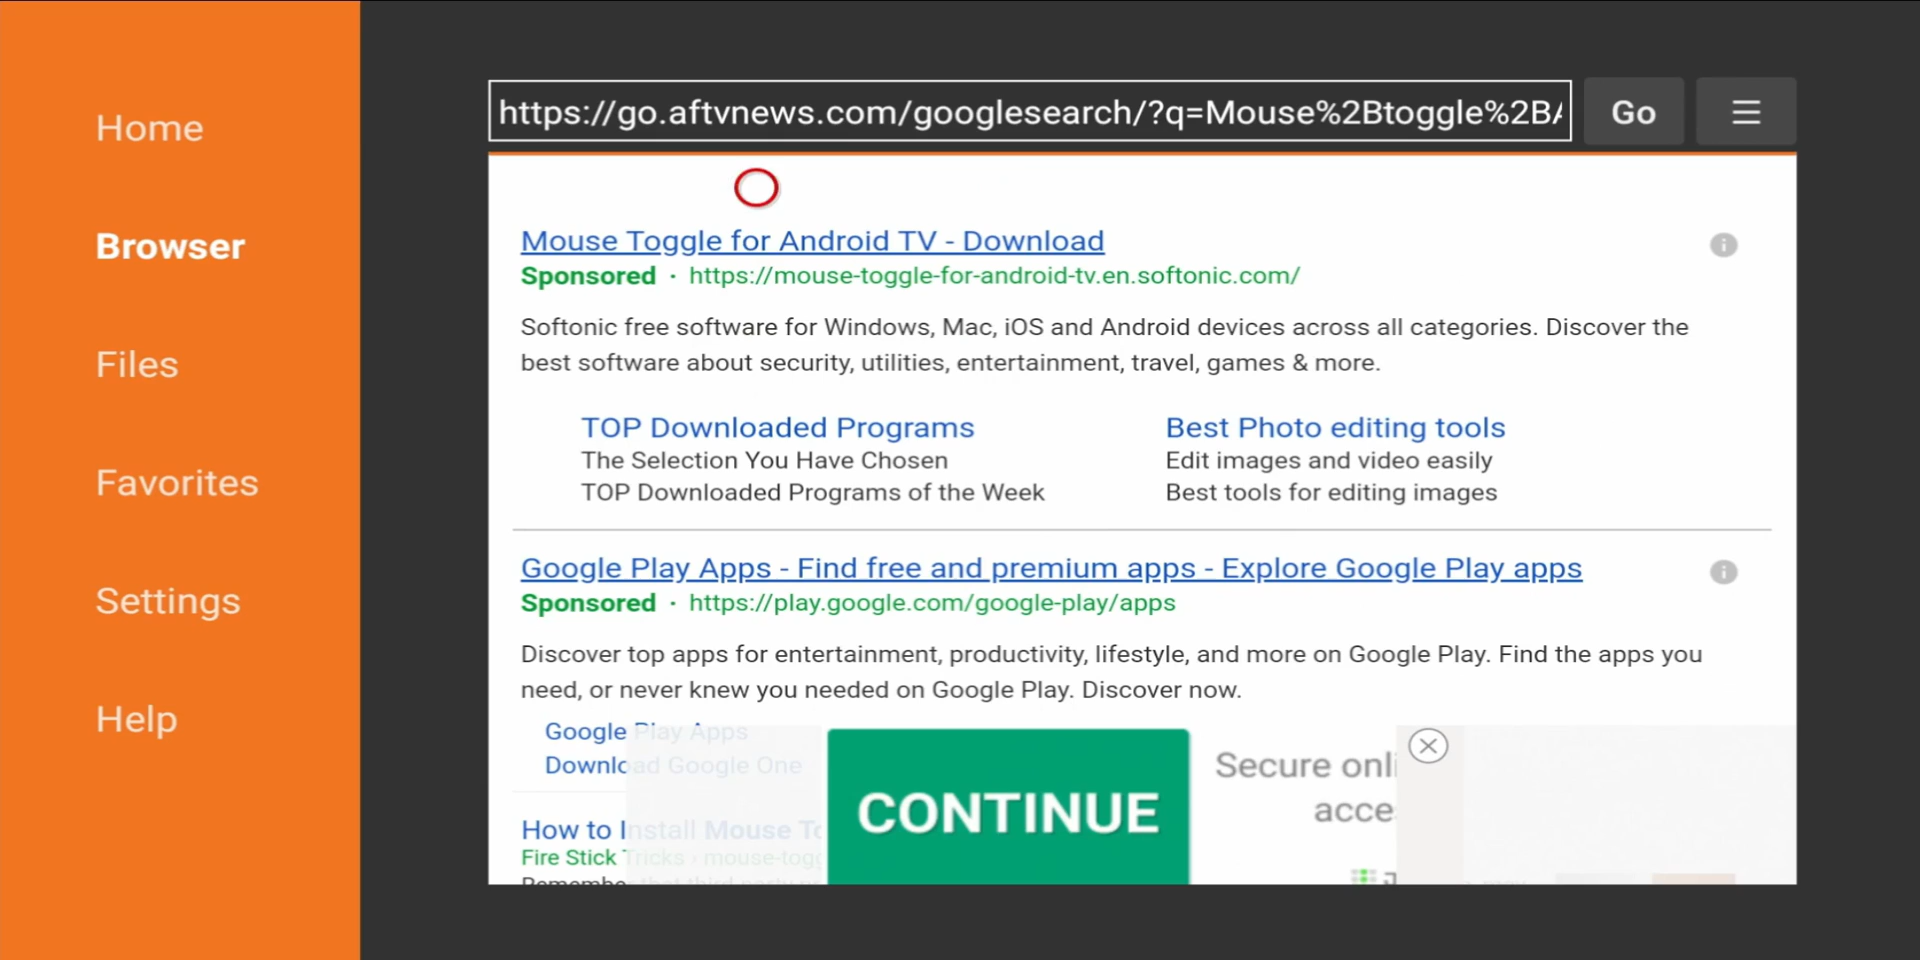 Home
Browser
Files
Favorites
Settings
Help
https://go.aftvnews.com/googlesearch/?q=Mouse%2Btoggle%2B
Go
Mouse Toggle for Android TV - Download
Sponsored · https://mouse-toggle-for-android-tv.en.softonic.com/
Softonic free software for Windows, Mac, iOS and Android devices across all categories. Discover the
best software about security, utilities, entertainment, travel, games & more.
TOP Downloaded Programs
The Selection You Have Chosen
TOP Downloaded Programs of the Week
Best Photo editing tools
Edit images and video easily
Best tools for editing images
Google Play Apps - Find free and premium apps - Explore Google Play apps
Sponsored · https://play.google.com/google-play/apps
Discover top apps for entertainment, productivity, lifestyle, and more on Google Play. Find the apps you
need, or never knew you needed on Google Play. Discover now.
Google Play Apps
Download Google One
How to Install Mouse
Fire Stick Tricks › mouse-togg
CONTINUE
Secure onli
acce